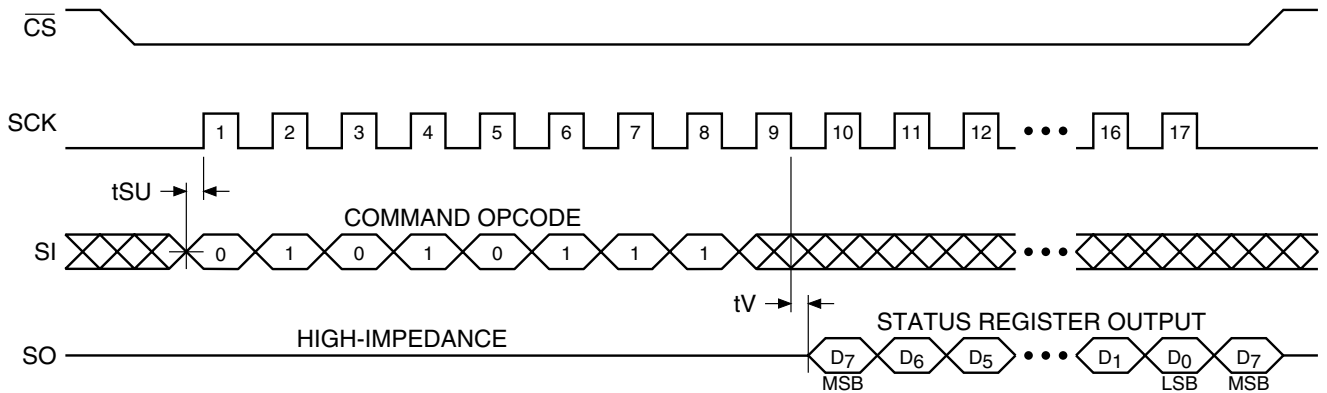 CS
SCK
1 2 3 4 5 6 7 8 9 10 11 12 ••• 16 17
tSU
COMMAND OPCODE
SI
0 1 0 1 0 1 1 1 •••
tV
HIGH-IMPEDANCE
STATUS REGISTER OUTPUT
SO
D7 D6 D5 ••• D1 D0 D7
MSB LSB MSB